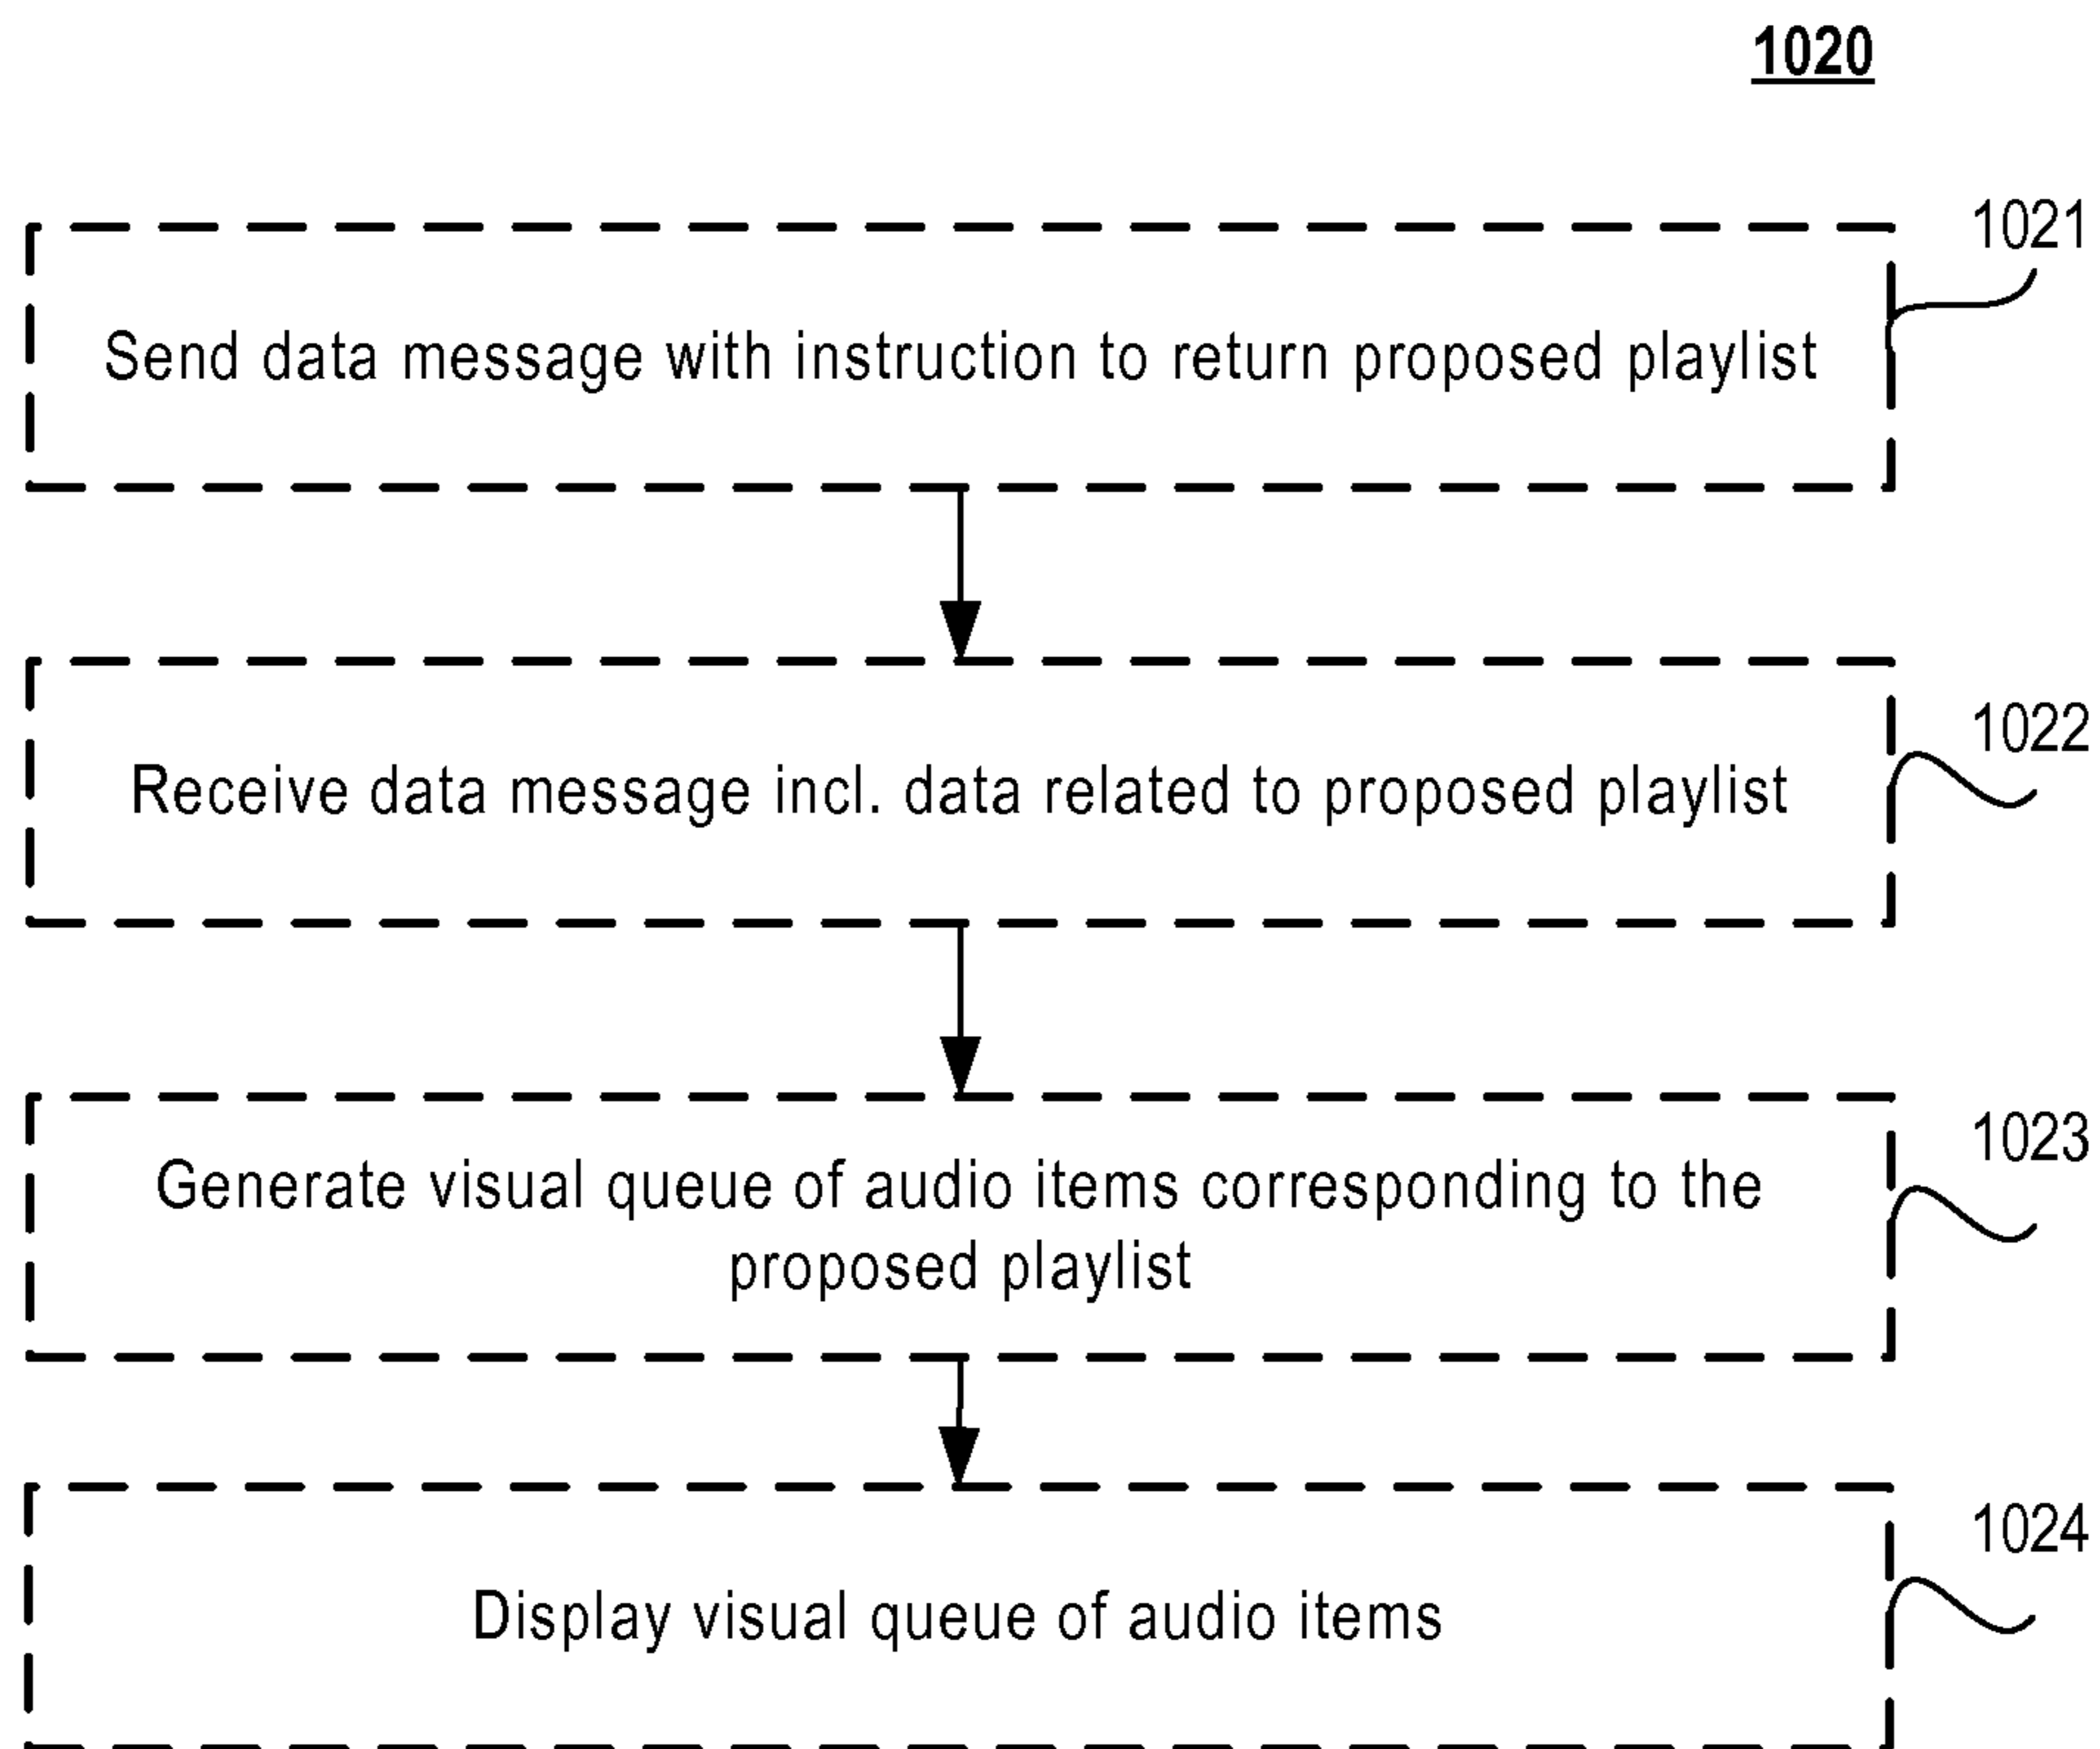 1020
1021
Send data message with instruction to return proposed playlist
1022
Receive data message incl. data related to proposed playlist
1023
Generate visual queue of audio items corresponding to the
proposed playlist
1024
Display visual queue of audio items